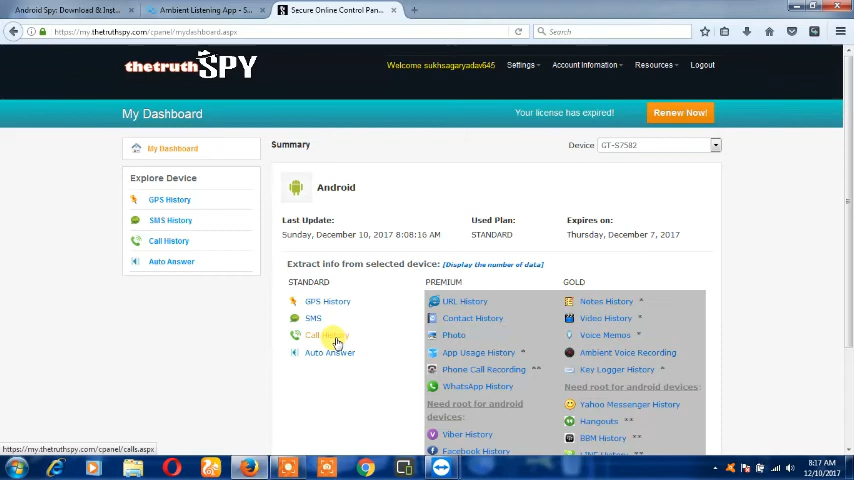 Android Spy: Download & Inst...
Ambient Listening App - S...
Secure Online Control Pan...
https://my.thetruthspy.com/cpanel/mydashboard.aspx
Search
thetruthSPY
Welcome sukhsagaryadav645
Settings
Account Infomation
Resources
Logout
My Dashboard
Your license has expired!
Renew Now!
My Dashboard
Summary
Device
GT-S7582
Explore Device
GPS History
SMS History
Call History
Auto Answer
Android
Last Update:
Used Plan:
Expires on:
Sunday, December 10, 2017 8:08:16 AM
STANDARD
Thursday, December 7, 2017
Extract info from selected device: [Display the number of data]
STANDARD
PREMIUM
GOLD
GPS History
SMS
Call History
Auto Answer
URL History
Contact History
Photo
App Usage History *
Phone Call Recording **
WhatsApp History
Need root for android
devices:
Viber History
Facebook History
Notes History *
Video History *
Voice Memos *
Ambient Voice Recording
Key Logger History *
Need root for android devices:
Yahoo Messenger History
Hangouts *
BBM History **
LINE History **
https://my.thetruthspy.com/cpanel/calls.aspx
8:17 AM
12/10/2017